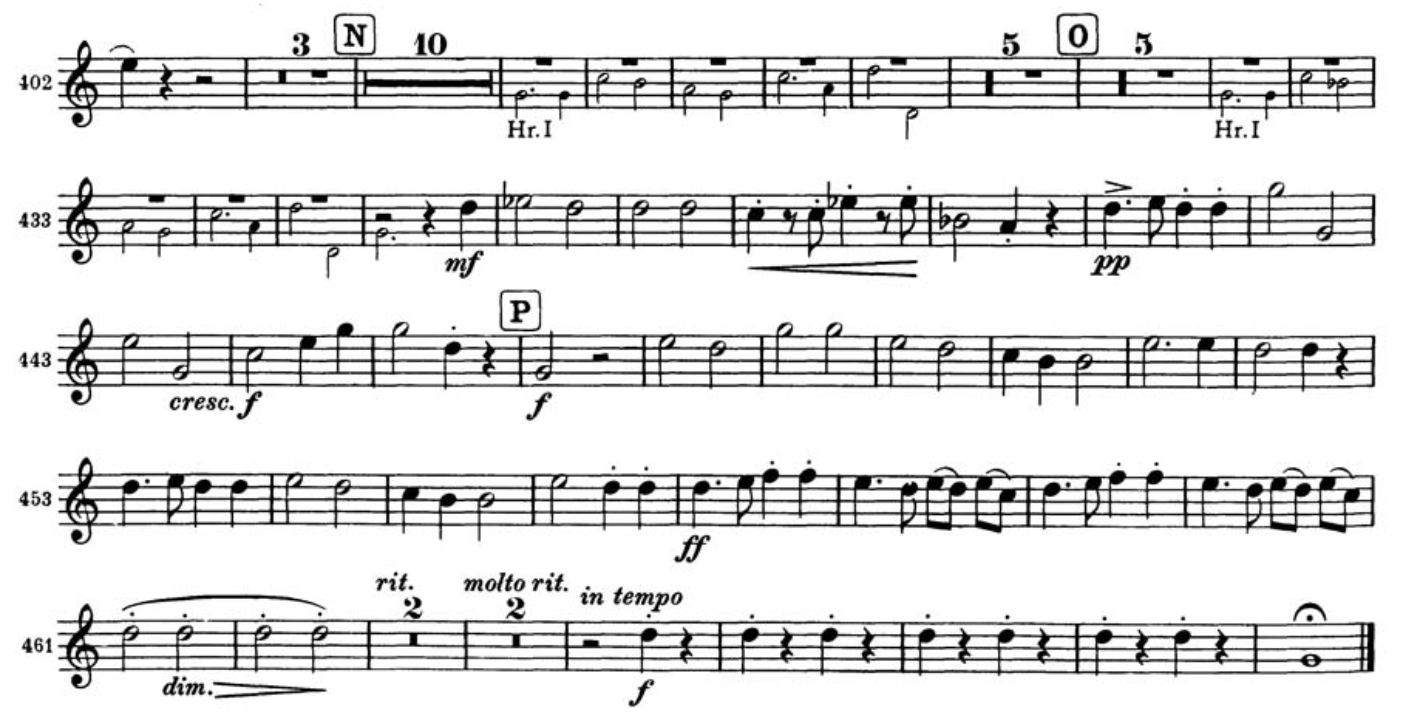 3 N 10 5 O 5
402
Hr. I Hr. I
433
mf pp
P
443
cresc. f f
453
ff
rit. molto rit. in tempo
2 2
461
dim. f